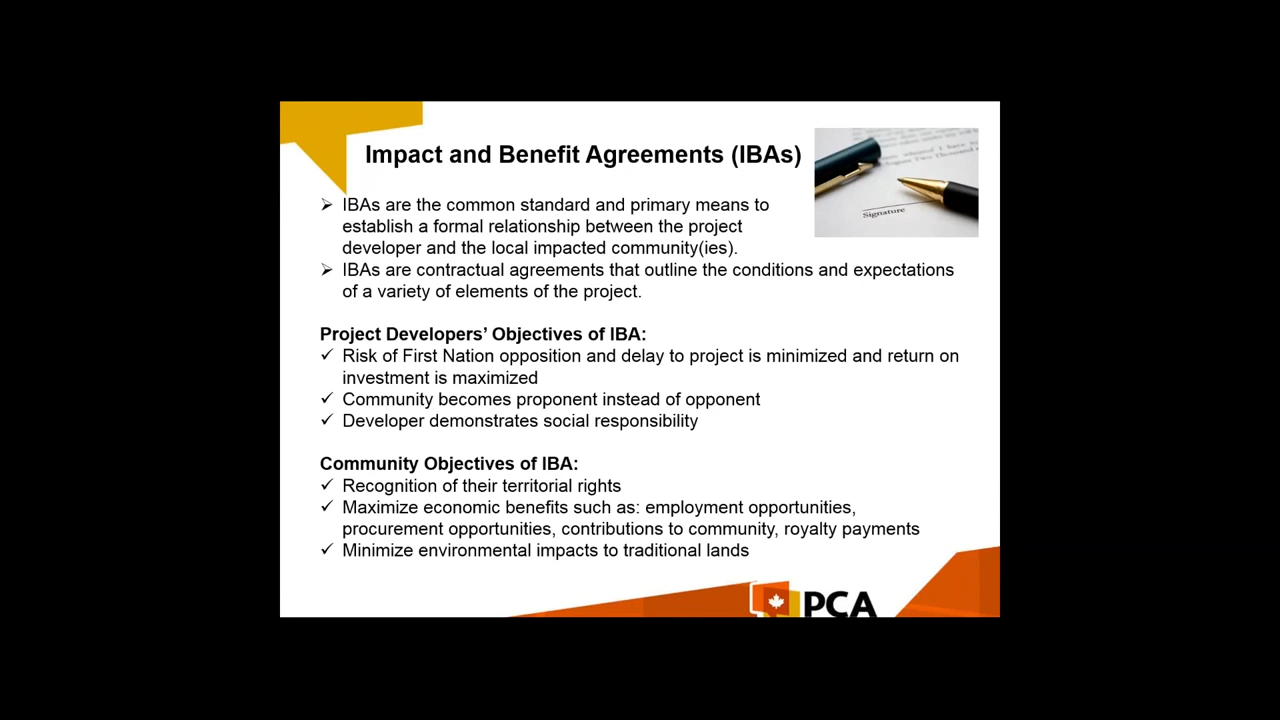 Impact and Benefit Agreements (IBAs)
➢ IBAs are the common standard and primary means to
establish a formal relationship between the project
developer and the local impacted community(ies).
➢ IBAs are contractual agreements that outline the conditions and expectations
of a variety of elements of the project.
Project Developers’ Objectives of IBA:
✓ Risk of First Nation opposition and delay to project is minimized and return on
investment is maximized
✓ Community becomes proponent instead of opponent
✓ Developer demonstrates social responsibility
Community Objectives of IBA:
✓ Recognition of their territorial rights
✓ Maximize economic benefits such as: employment opportunities,
procurement opportunities, contributions to community, royalty payments
✓ Minimize environmental impacts to traditional lands
Signature
PCA